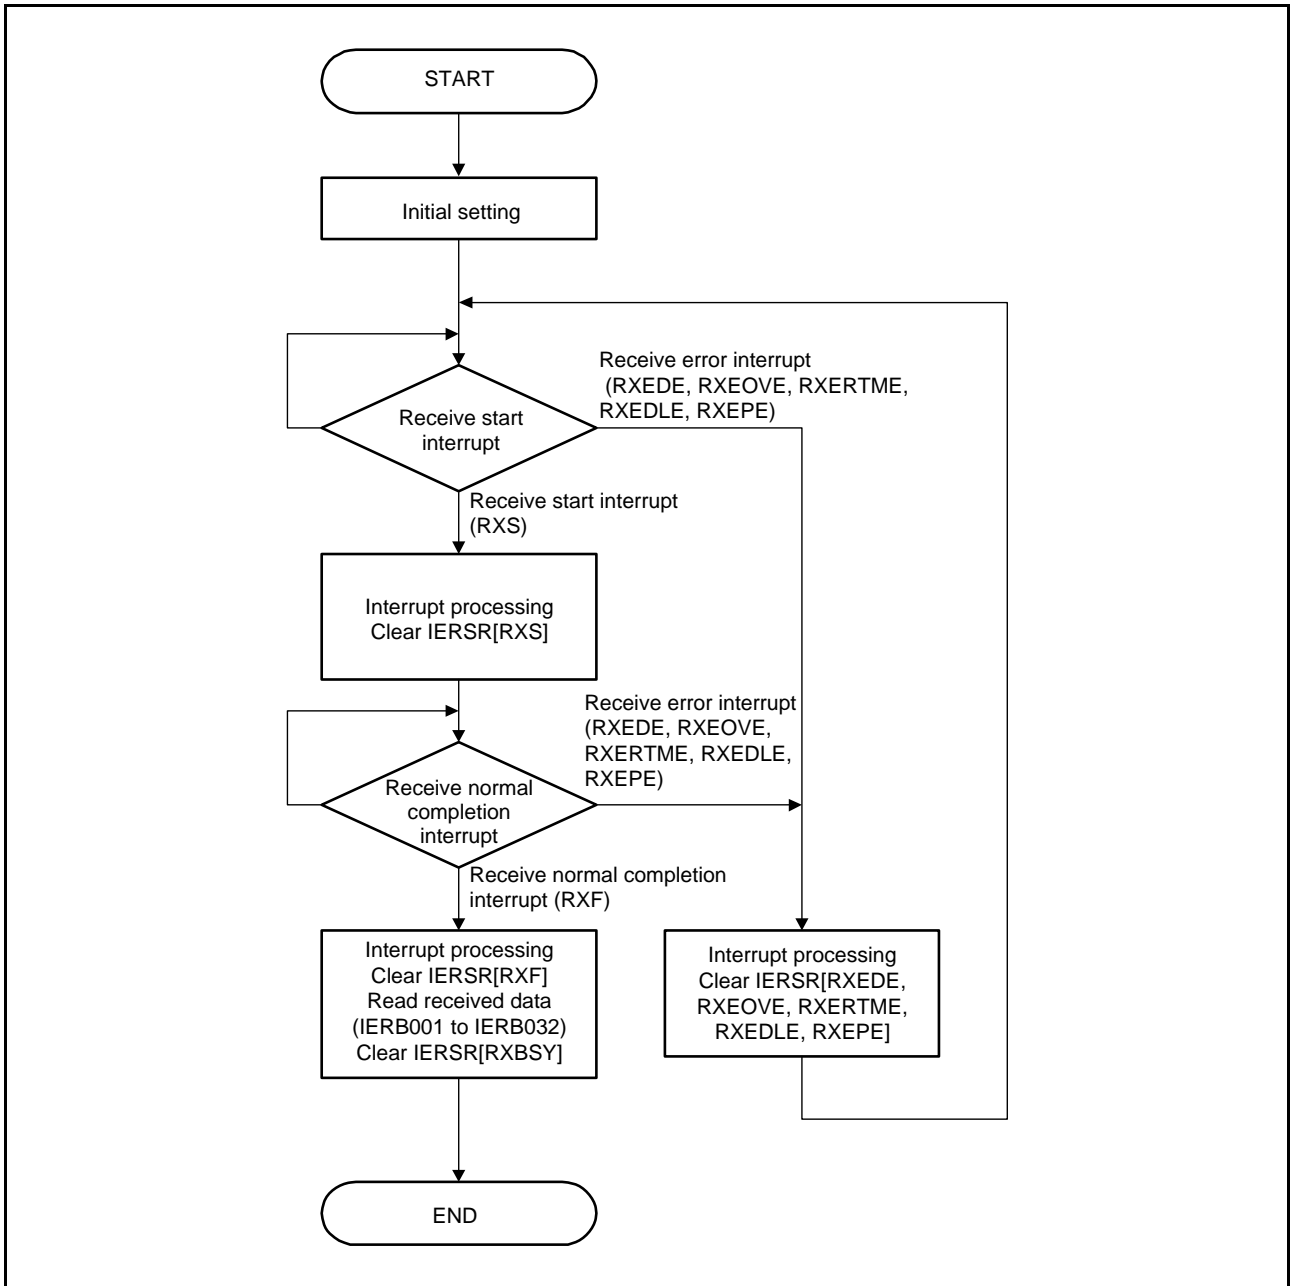 START
Initial setting
Receive error interrupt
(RXEDE, RXEOVE, RXERTME,
RXEDLE, RXEPE)
Receive start
interrupt
Receive start interrupt
(RXS)
Interrupt processing
Clear IERSR[RXS]
Receive error interrupt
(RXEDE, RXEOVE,
RXERTME, RXEDLE,
RXEPE)
Receive normal
completion
interrupt
Receive normal completion
interrupt (RXF)
Interrupt processing
Clear IERSR[RXF]
Read received data
(IERB001 to IERB032)
Clear IERSR[RXBSY]
Interrupt processing
Clear IERSR[RXEDE,
RXEOVE, RXERTME,
RXEDLE, RXEPE]
END